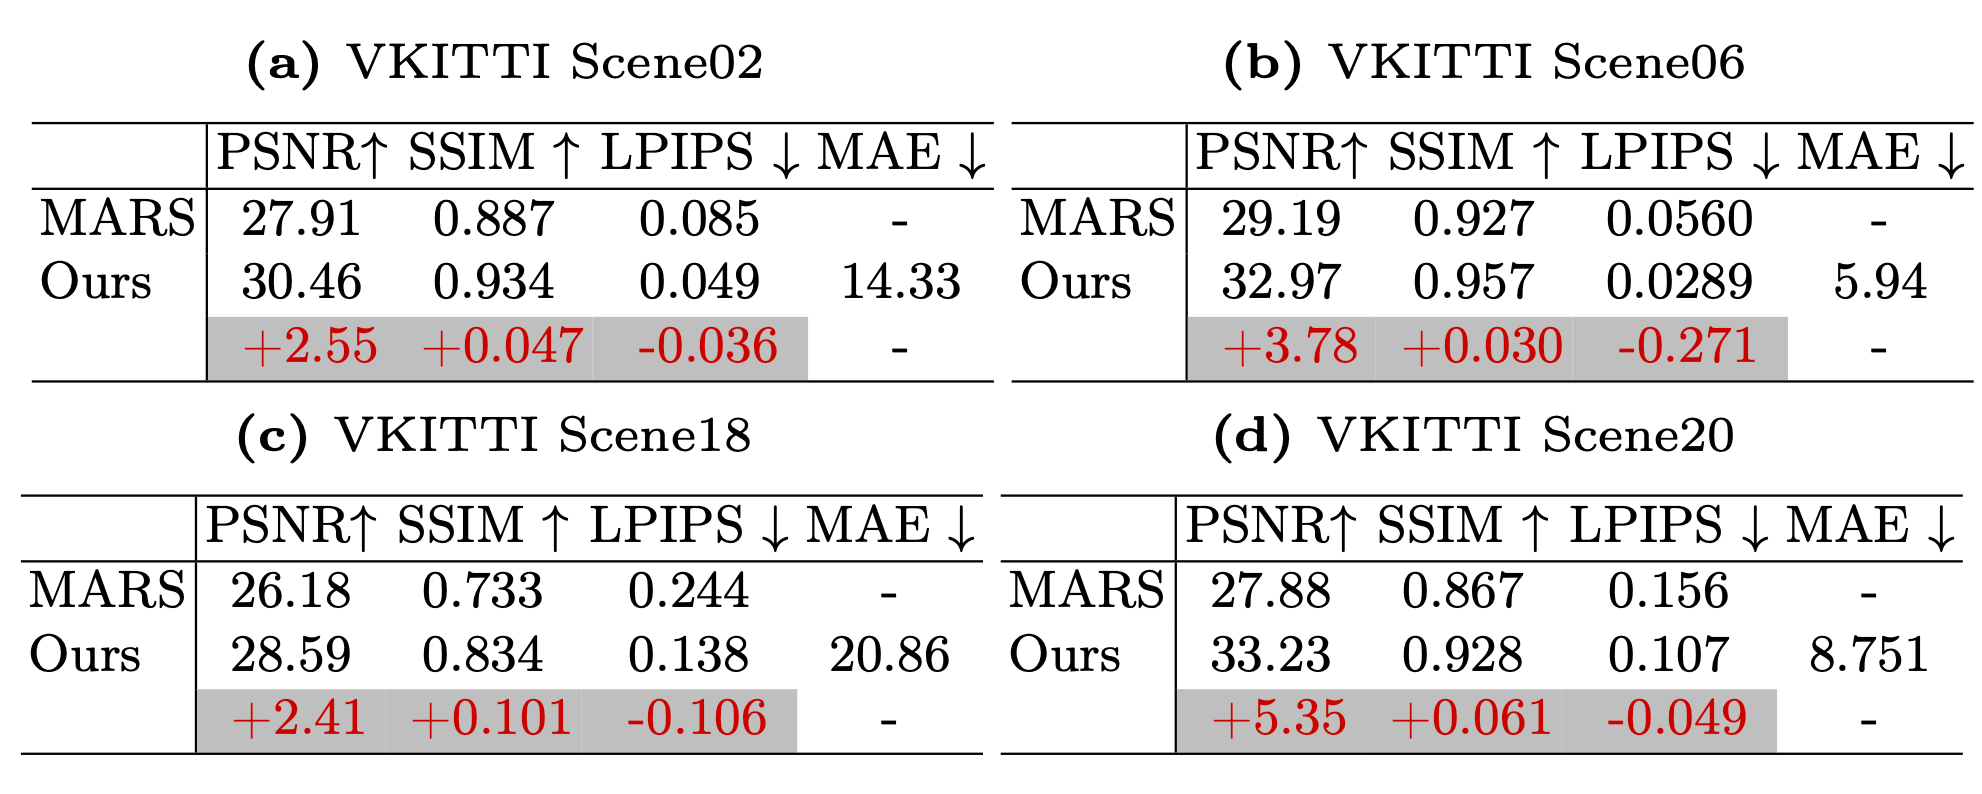 (a) VKITTI Scene02
PSNR↑ SSIM ↑ LPIPS ↓ MAE ↓
MARS 27.91 0.887 0.085 -
Ours 30.46 0.934 0.049 14.33
+2.55 +0.047 -0.036 -
(b) VKITTI Scene06
PSNR↑ SSIM ↑ LPIPS ↓ MAE ↓
MARS 29.19 0.927 0.0560 -
Ours 32.97 0.957 0.0289 5.94
+3.78 +0.030 -0.271 -
(c) VKITTI Scene18
PSNR↑ SSIM ↑ LPIPS ↓ MAE ↓
MARS 26.18 0.733 0.244 -
Ours 28.59 0.834 0.138 20.86
+2.41 +0.101 -0.106 -
(d) VKITTI Scene20
PSNR↑ SSIM ↑ LPIPS ↓ MAE ↓
MARS 27.88 0.867 0.156 -
Ours 33.23 0.928 0.107 8.751
+5.35 +0.061 -0.049 -